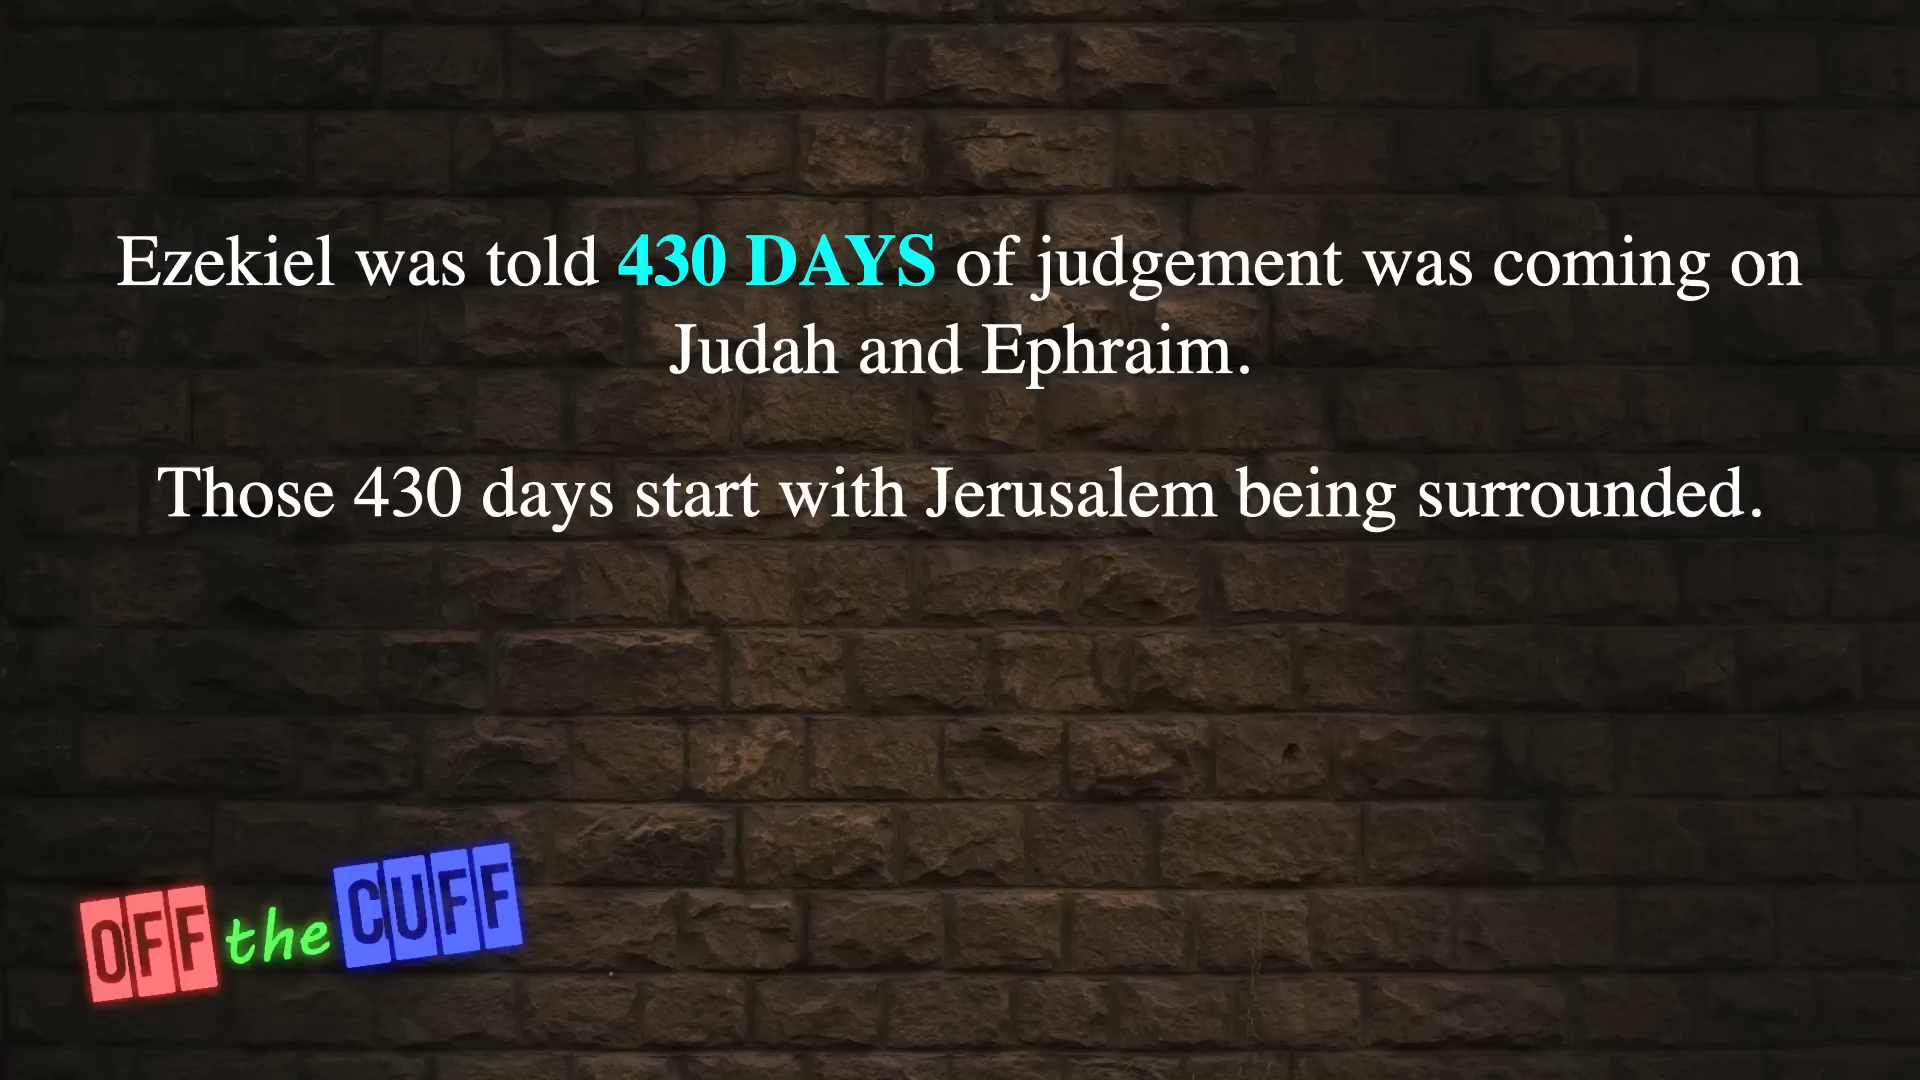 Ezekiel was told 430 DAYS of judgement was coming on
Judah and Ephraim.
Those 430 days start with Jerusalem being surrounded.
OFF the CUFF